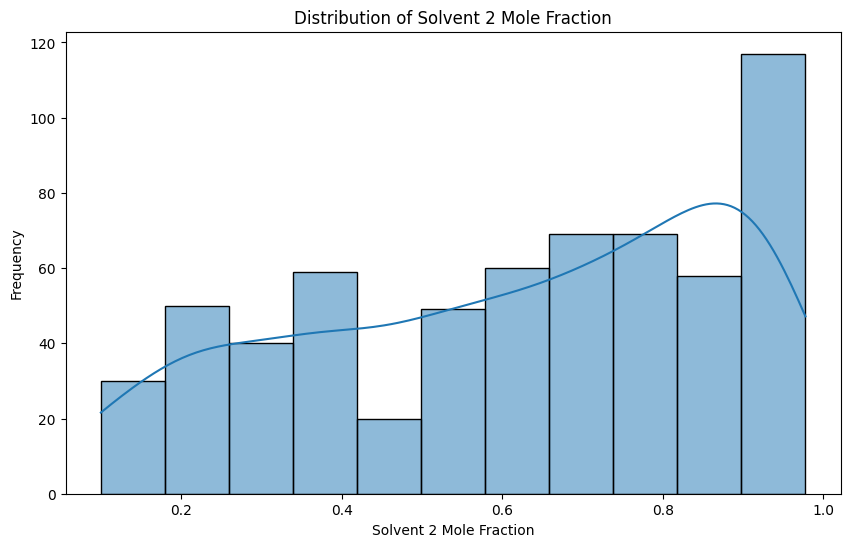 Distribution of Solvent 2 Mole Fraction
120
100
80
60
40
20
0
Frequency
0.2 0.4 0.6 0.8 1.0
Solvent 2 Mole Fraction